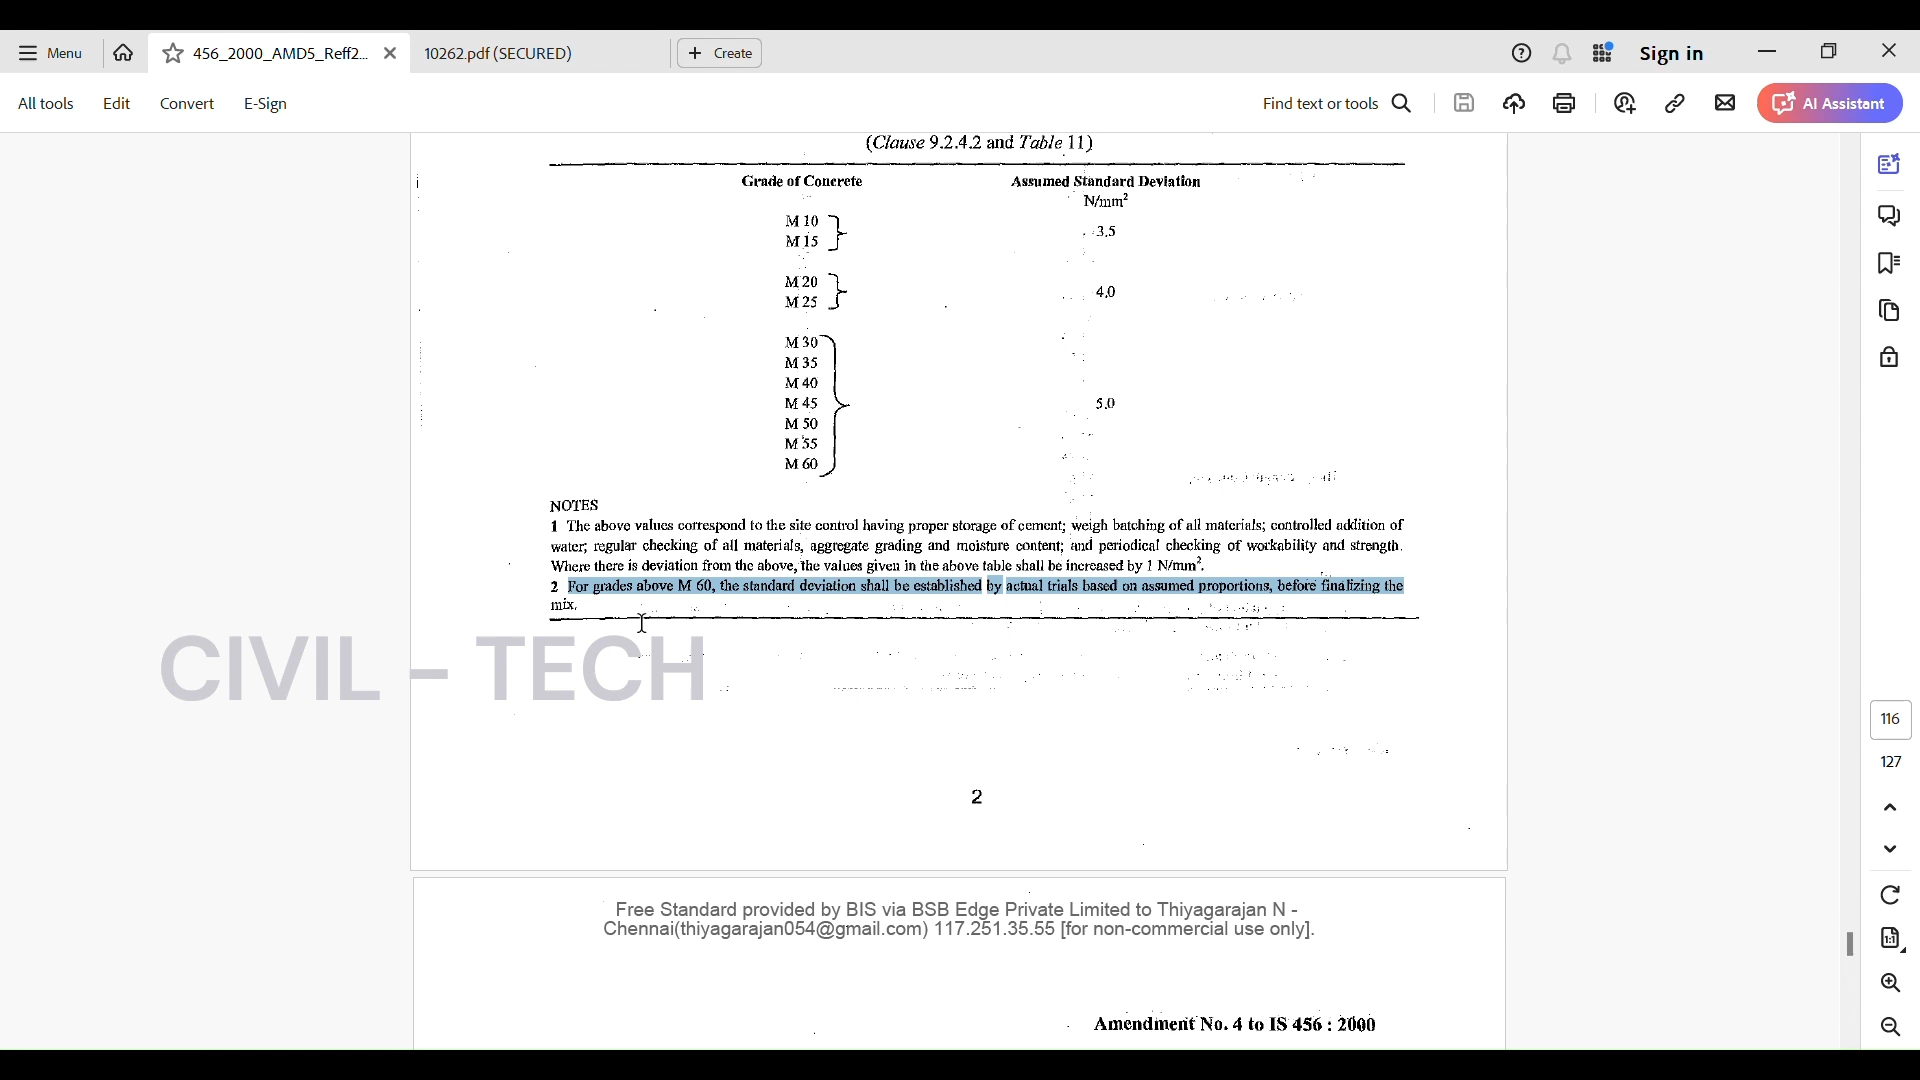 Menu
456_2000_AMD5_Reff2...
10262.pdf (SECURED)
Create
Sign in
All tools
Edit
Convert
E-Sign
Find text or tools
AI Assistant
(Clause 9.2.4.2 and Table 11)
Grade of Concrete
Assumed Standard Deviation
N/mm²
M 10
M 15
3.5
M 20
M 25
4.0
M 30
M 35
M 40
M 45
5.0
M 50
M 55
M 60
NOTES
1 The above values correspond to the site control having proper storage of cement; weigh batching of all materials; controlled addition of
water; regular checking of all materials, aggregate grading and moisture content; and periodical checking of workability and strength.
Where there is deviation from the above, the values given in the above table shall be increased by 1 N/mm².
2 For grades above M 60, the standard deviation shall be established by actual trials based on assumed proportions, before finalizing the
mix.
CIVIL – TECH
2
Free Standard provided by BIS via BSB Edge Private Limited to Thiyagarajan N -
Chennai(thiyagarajan054@gmail.com) 117.251.35.55 [for non-commercial use only].
Amendment No. 4 to IS 456 : 2000
116
127